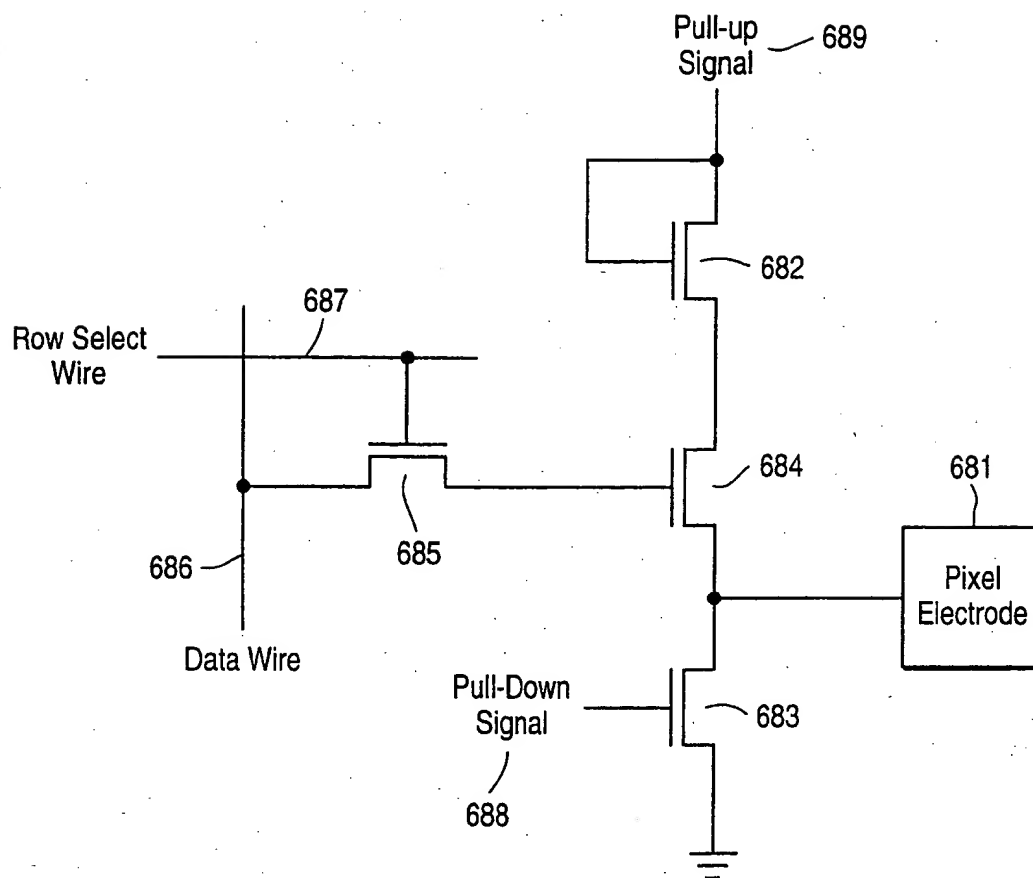 Pull-up
Signal
689
682
687
Row Select
Wire
684
681
685
686
Pixel
Electrode
Data Wire
Pull-Down
Signal
683
688